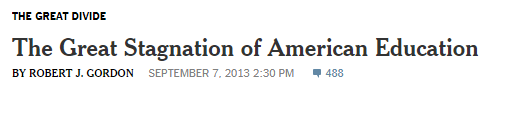 THE GREAT DIVIDE
The Great Stagnation of American Education
BY ROBERT J. GORDON SEPTEMBER 7, 2013 2:30 PM 488